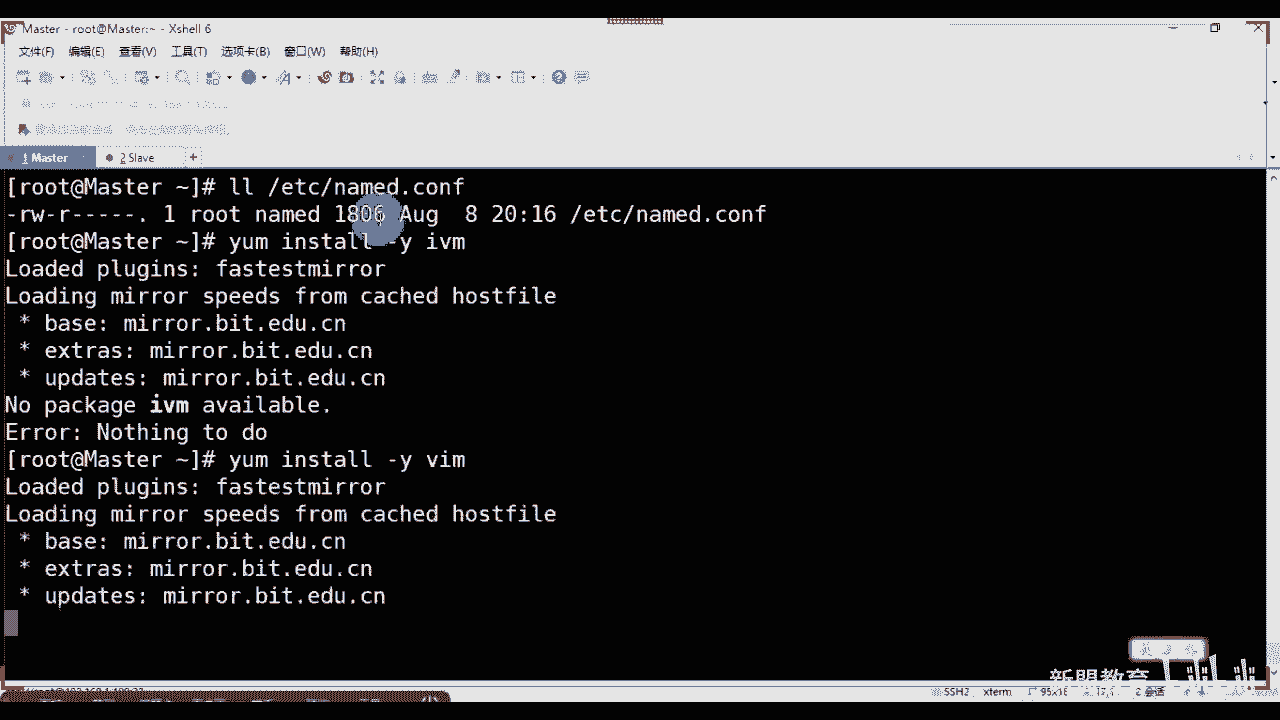 Master - root@Master:~ - Xshell 6
文件(F) 编辑(E) 查看(V) 工具(T) 选项卡(B) 窗口(W) 帮助(H)
1 Master 2 Slave +
[root@Master ~]# ll /etc/named.conf
-rw-r-----. 1 root named 1806 Aug  8 20:16 /etc/named.conf
[root@Master ~]# yum install -y ivm
Loaded plugins: fastestmirror
Loading mirror speeds from cached hostfile
 * base: mirror.bit.edu.cn
 * extras: mirror.bit.edu.cn
 * updates: mirror.bit.edu.cn
No package ivm available.
Error: Nothing to do
[root@Master ~]# yum install -y vim
Loaded plugins: fastestmirror
Loading mirror speeds from cached hostfile
 * base: mirror.bit.edu.cn
 * extras: mirror.bit.edu.cn
 * updates: mirror.bit.edu.cn
新盟教育
SSH2 xterm